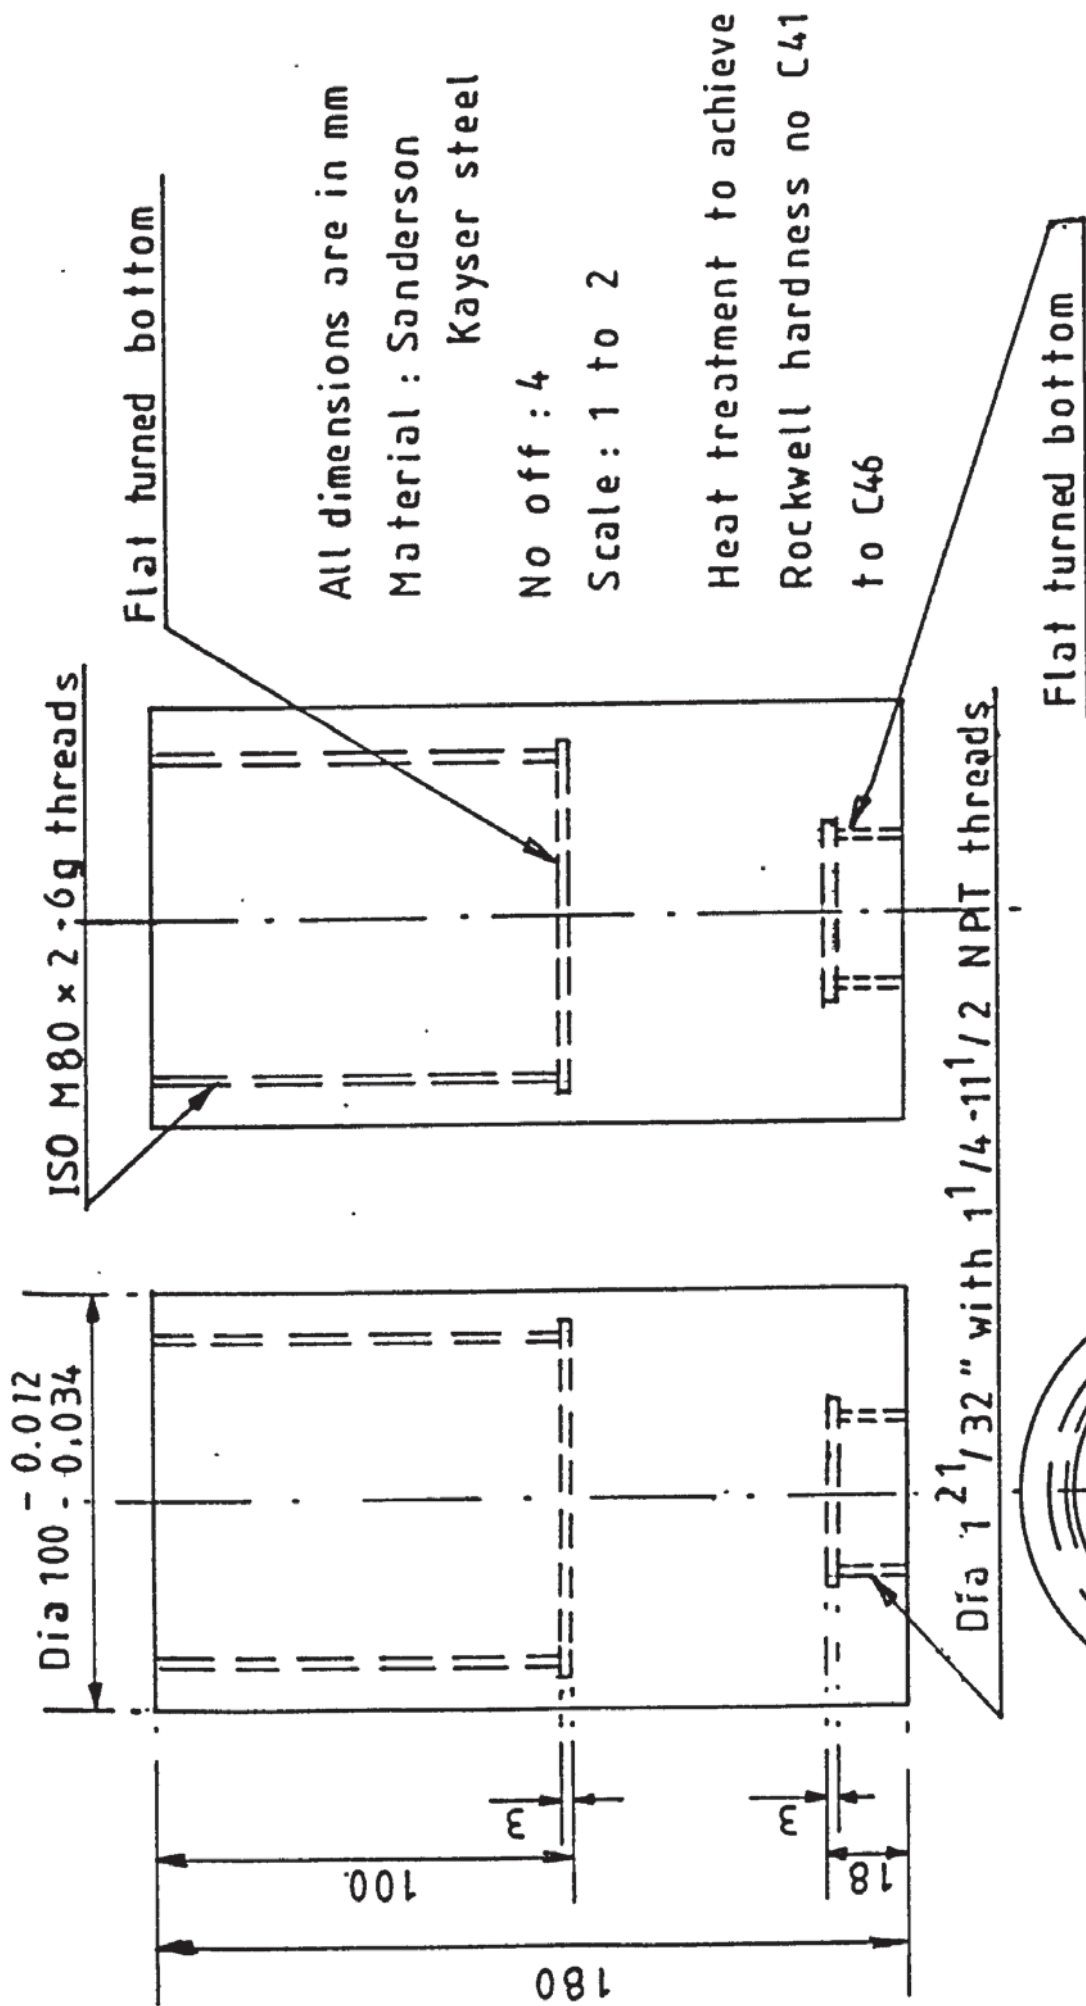 Dia 100 - 0.012
- 0.034
ISO M80 x 2 -6g threads
Flat turned bottom
All dimensions are in mm
Material : Sanderson
Kayser steel
No off : 4
Scale : 1 to 2
Heat treatment to achieve
Rockwell hardness no C41
to C46
180
100
3
3
18
Dia 1 21/32" with 1 1/4 -11 1/2 NPT threads
Flat turned bottom